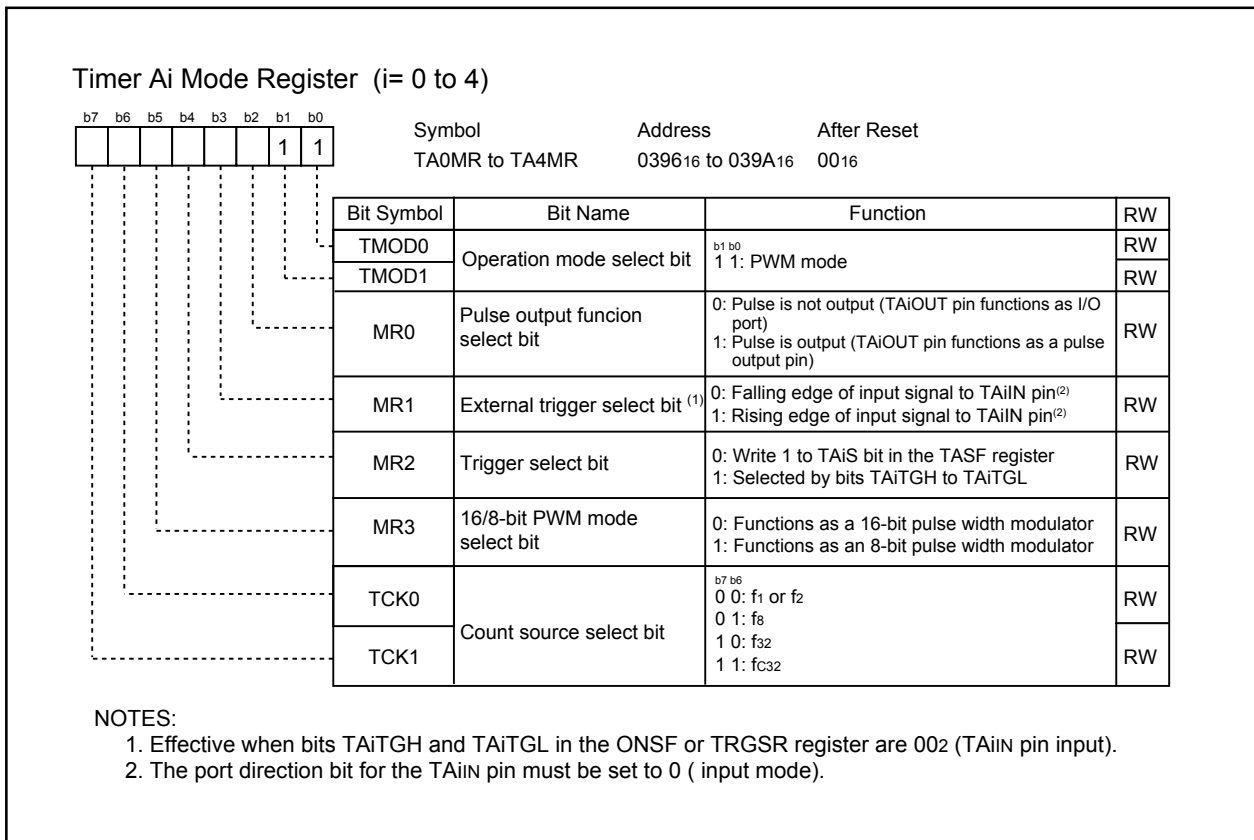 Timer Ai Mode Register (i= 0 to 4)
b7 b6 b5 b4 b3 b2 b1 b0
1 1
Symbol Address After Reset
TA0MR to TA4MR 039616 to 039A16 0016
Bit Symbol Bit Name Function RW
TMOD0 Operation mode select bit b1 b0 RW
TMOD1 1 1: PWM mode RW
MR0 Pulse output funcion
select bit
0: Pulse is not output (TAiOUT pin functions as I/O
port)
1: Pulse is output (TAiOUT pin functions as a pulse
output pin)
RW
MR1 External trigger select bit (1)
0: Falling edge of input signal to TAiIN pin(2)
1: Rising edge of input signal to TAiIN pin(2)
RW
MR2 Trigger select bit
0: Write 1 to TAiS bit in the TASF register
1: Selected by bits TAiTGH to TAiTGL
RW
MR3 16/8-bit PWM mode
select bit
0: Functions as a 16-bit pulse width modulator
1: Functions as an 8-bit pulse width modulator
RW
TCK0 Count source select bit
b7 b6
0 0: f1 or f2
0 1: f8
RW
TCK1
1 0: f32
1 1: fC32
RW
NOTES:
1. Effective when bits TAiTGH and TAiTGL in the ONSF or TRGSR register are 002 (TAiIN pin input).
2. The port direction bit for the TAiIN pin must be set to 0 ( input mode).